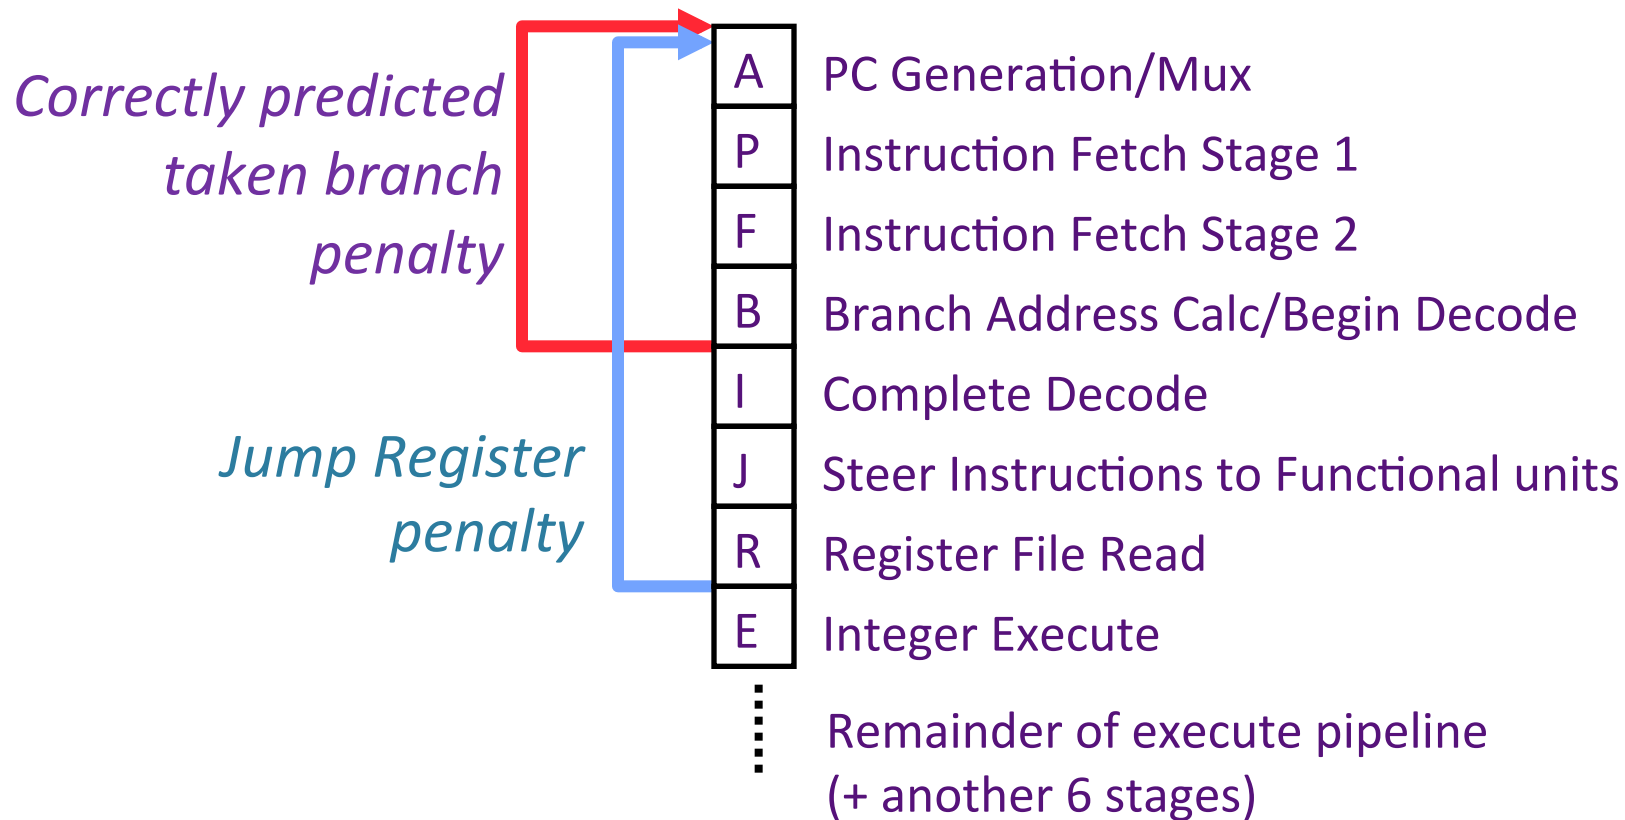 Correctly predicted
taken branch
penalty
Jump Register
penalty
A PC Generation/Mux
P Instruction Fetch Stage 1
F Instruction Fetch Stage 2
B Branch Address Calc/Begin Decode
I Complete Decode
J Steer Instructions to Functional units
R Register File Read
E Integer Execute
Remainder of execute pipeline
(+ another 6 stages)